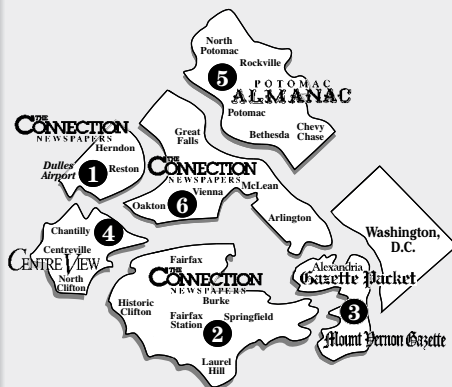 North
Potomac
Rockville
5
POTOMAC
ALMANAC
Potomac
Bethesda
Chevy
Chase
THE
CONNECTION
NEWSPAPERS
Herndon
Dulles
Airport
1
Reston
Great
Falls
THE
CONNECTION
NEWSPAPERS
Vienna
McLean
Oakton
6
Arlington
Chantilly
4
Centreville
CENTREVIEW
North
Clifton
Washington,
D.C.
Fairfax
THE
CONNECTION
NEWSPAPERS
Burke
Historic
Clifton
Fairfax
Station
Springfield
2
Laurel
Hill
Alexandria
Gazette Packet
3
Mount Vernon Gazette